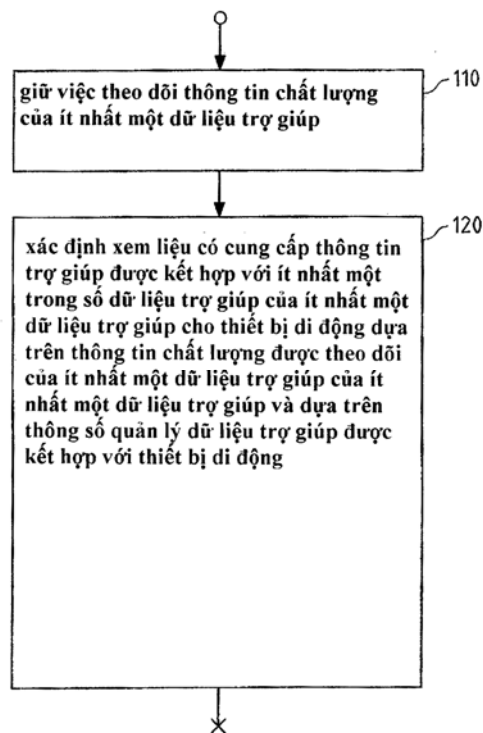 giữ việc theo dõi thông tin chất lượng
của ít nhất một dữ liệu trợ giúp
110
xác định xem liệu có cung cấp thông tin
trợ giúp được kết hợp với ít nhất một
trong số dữ liệu trợ giúp của ít nhất một
dữ liệu trợ giúp cho thiết bị di động dựa
trên thông tin chất lượng được theo dõi
của ít nhất một dữ liệu trợ giúp của ít
nhất một dữ liệu trợ giúp và dựa trên
thông số quản lý dữ liệu trợ giúp được
kết hợp với thiết bị di động
120